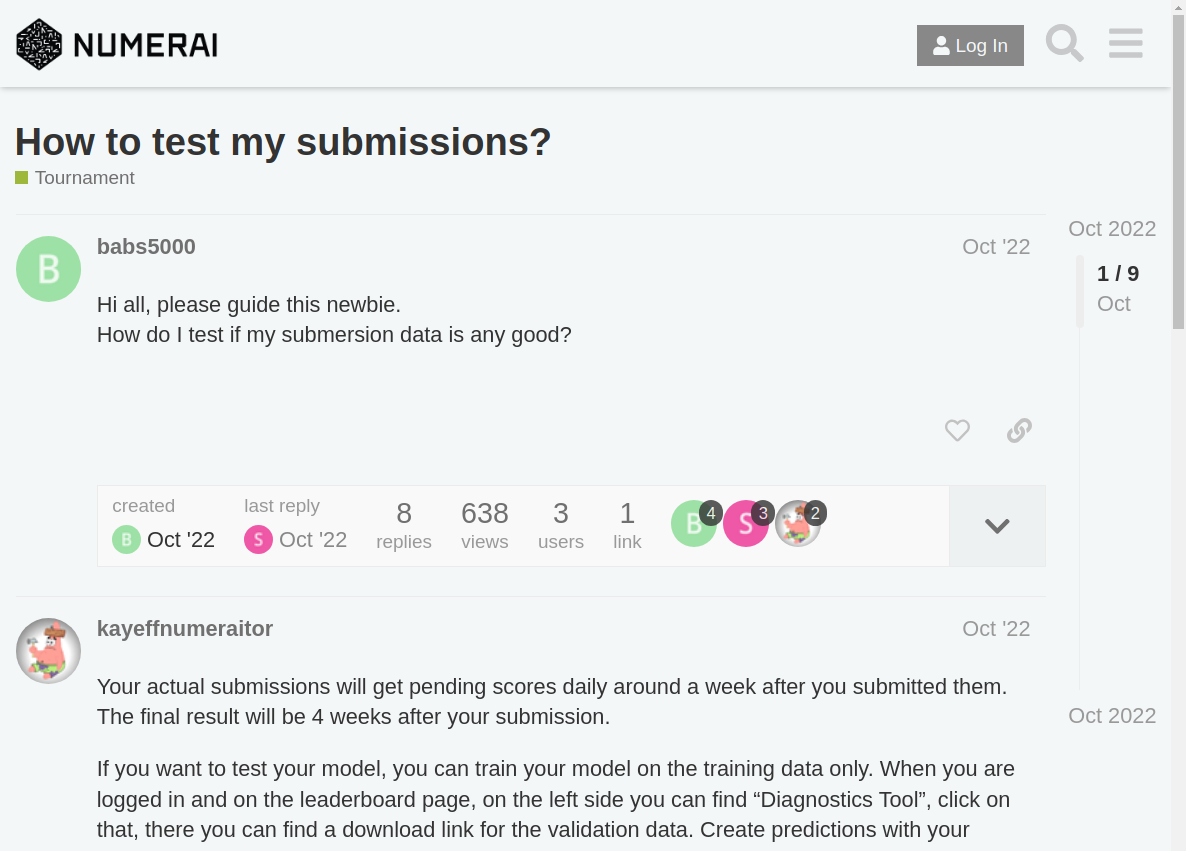 NUMERAI
Log In
How to test my submissions?
Tournament
Oct 2022
babs5000
Oct '22
1 / 9
Oct
B
Hi all, please guide this newbie.
How do I test if my submersion data is any good?
created
last reply
8
638
3
1
B 4
S 3
2
B Oct '22
S Oct '22
replies
views
users
link
kayeffnumeraitor
Oct '22
Your actual submissions will get pending scores daily around a week after you submitted them.
The final result will be 4 weeks after your submission.
Oct 2022
If you want to test your model, you can train your model on the training data only. When you are
logged in and on the leaderboard page, on the left side you can find “Diagnostics Tool”, click on
that, there you can find a download link for the validation data. Create predictions with your